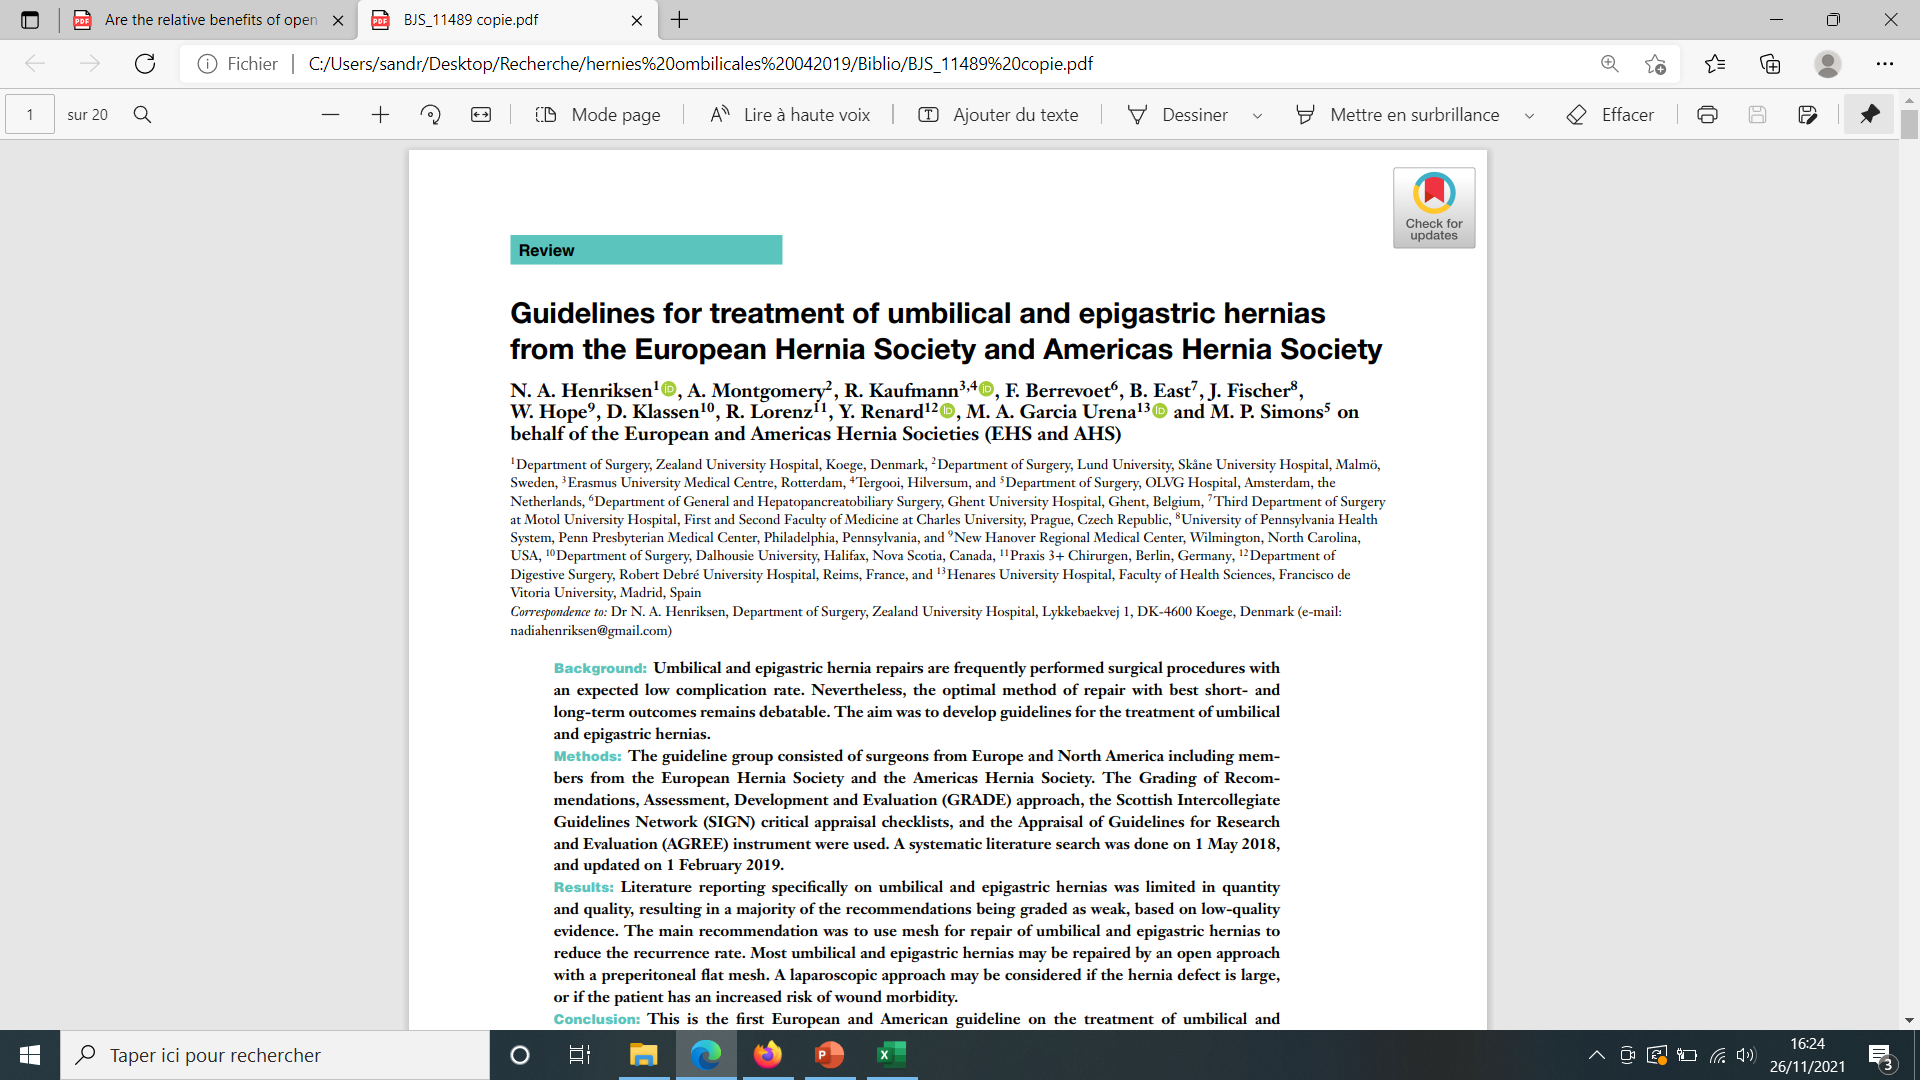 Are the relative benefits of open
BJS_11489 copie.pdf
Fichier
C:/Users/sandr/Desktop/Recherche/hernies%20ombilicales%20042019/Biblio/BJS_11489%20copie.pdf
1 sur 20
Mode page
Lire à haute voix
Ajouter du texte
Dessiner
Mettre en surbrillance
Effacer
Check for
updates
Review
Guidelines for treatment of umbilical and epigastric hernias
from the European Hernia Society and Americas Hernia Society
N. A. Henriksen¹, A. Montgomery², R. Kaufmann³,⁴, F. Berrevoet⁶, B. East⁷, J. Fischer⁸,
W. Hope⁹, D. Klassen¹⁰, R. Lorenz¹¹, Y. Renard¹², M. A. Garcia Urena¹³ and M. P. Simons⁵ on
behalf of the European and Americas Hernia Societies (EHS and AHS)
¹Department of Surgery, Zealand University Hospital, Koege, Denmark, ²Department of Surgery, Lund University, Skåne University Hospital, Malmö,
Sweden, ³Erasmus University Medical Centre, Rotterdam, ⁴Tergooi, Hilversum, and ⁵Department of Surgery, OLVG Hospital, Amsterdam, the
Netherlands, ⁶Department of General and Hepatopancreatobiliary Surgery, Ghent University Hospital, Ghent, Belgium, ⁷Third Department of Surgery
at Motol University Hospital, First and Second Faculty of Medicine at Charles University, Prague, Czech Republic, ⁸University of Pennsylvania Health
System, Penn Presbyterian Medical Center, Philadelphia, Pennsylvania, and ⁹New Hanover Regional Medical Center, Wilmington, North Carolina,
USA, ¹⁰Department of Surgery, Dalhousie University, Halifax, Nova Scotia, Canada, ¹¹Praxis 3+ Chirurgen, Berlin, Germany, ¹²Department of
Digestive Surgery, Robert Debré University Hospital, Reims, France, and ¹³Henares University Hospital, Faculty of Health Sciences, Francisco de
Vitoria University, Madrid, Spain
Correspondence to: Dr N. A. Henriksen, Department of Surgery, Zealand University Hospital, Lykkebaekvej 1, DK-4600 Koege, Denmark (e-mail:
nadiahenriksen@gmail.com)
Background: Umbilical and epigastric hernia repairs are frequently performed surgical procedures with
an expected low complication rate. Nevertheless, the optimal method of repair with best short- and
long-term outcomes remains debatable. The aim was to develop guidelines for the treatment of umbilical
and epigastric hernias.
Methods: The guideline group consisted of surgeons from Europe and North America including mem-
bers from the European Hernia Society and the Americas Hernia Society. The Grading of Recom-
mendations, Assessment, Development and Evaluation (GRADE) approach, the Scottish Intercollegiate
Guidelines Network (SIGN) critical appraisal checklists, and the Appraisal of Guidelines for Research
and Evaluation (AGREE) instrument were used. A systematic literature search was done on 1 May 2018,
and updated on 1 February 2019.
Results: Literature reporting specifically on umbilical and epigastric hernias was limited in quantity
and quality, resulting in a majority of the recommendations being graded as weak, based on low-quality
evidence. The main recommendation was to use mesh for repair of umbilical and epigastric hernias to
reduce the recurrence rate. Most umbilical and epigastric hernias may be repaired by an open approach
with a preperitoneal flat mesh. A laparoscopic approach may be considered if the hernia defect is large,
or if the patient has an increased risk of wound morbidity.
Conclusion: This is the first European and American guideline on the treatment of umbilical and
Taper ici pour rechercher
16:24
26/11/2021
3